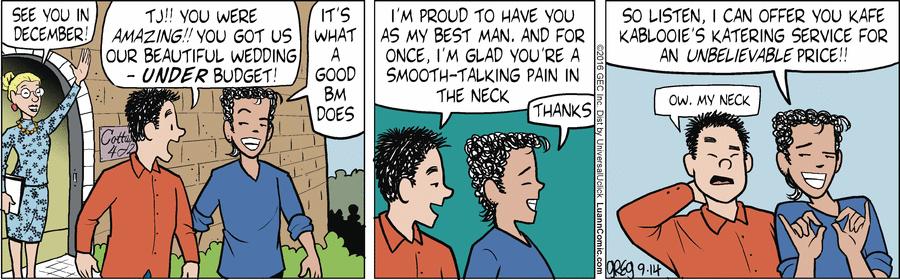 SEE YOU IN
DECEMBER!
TJ!! YOU WERE
AMAZING!! YOU GOT US
OUR BEAUTIFUL WEDDING
– UNDER BUDGET!
IT'S
WHAT
A
GOOD
BM
DOES
I'M PROUD TO HAVE YOU
AS MY BEST MAN. AND FOR
ONCE, I'M GLAD YOU'RE A
SMOOTH-TALKING PAIN IN
THE NECK
THANKS
©2016 GEC Inc. Dist by UniversalUclick LuannComic.com
SO LISTEN, I CAN OFFER YOU KAFE
KABLOOIE'S KATERING SERVICE FOR
AN UNBELIEVABLE PRICE!!
OW. MY NECK
GREG 9·14